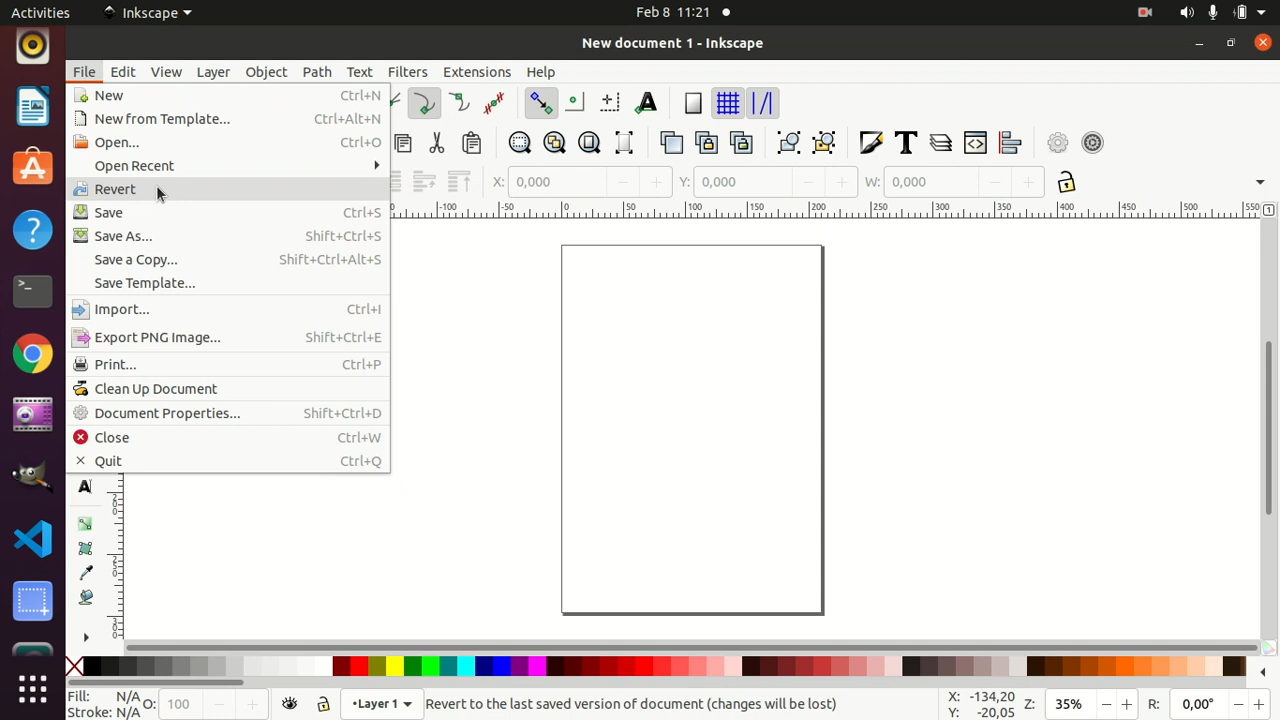 Activities
Inkscape
Feb 8 11:21
New document 1 - Inkscape
File Edit View Layer Object Path Text Filters Extensions Help
New Ctrl+N
New from Template... Ctrl+Alt+N
Open... Ctrl+O
Open Recent
Revert
Save Ctrl+S
Save As... Shift+Ctrl+S
Save a Copy... Shift+Ctrl+Alt+S
Save Template...
Import... Ctrl+I
Export PNG Image... Shift+Ctrl+E
Print... Ctrl+P
Clean Up Document
Document Properties... Shift+Ctrl+D
Close Ctrl+W
Quit Ctrl+Q
X: 0,000 Y: 0,000 W: 0,000
-100 -50 0 50 100 150 200 250 300 350 400 450 500 550
Fill: N/A
Stroke: N/A
O: 100
•Layer 1
Revert to the last saved version of document (changes will be lost)
X: -134,20
Y: -20,05
Z: 35%
R: 0,00°